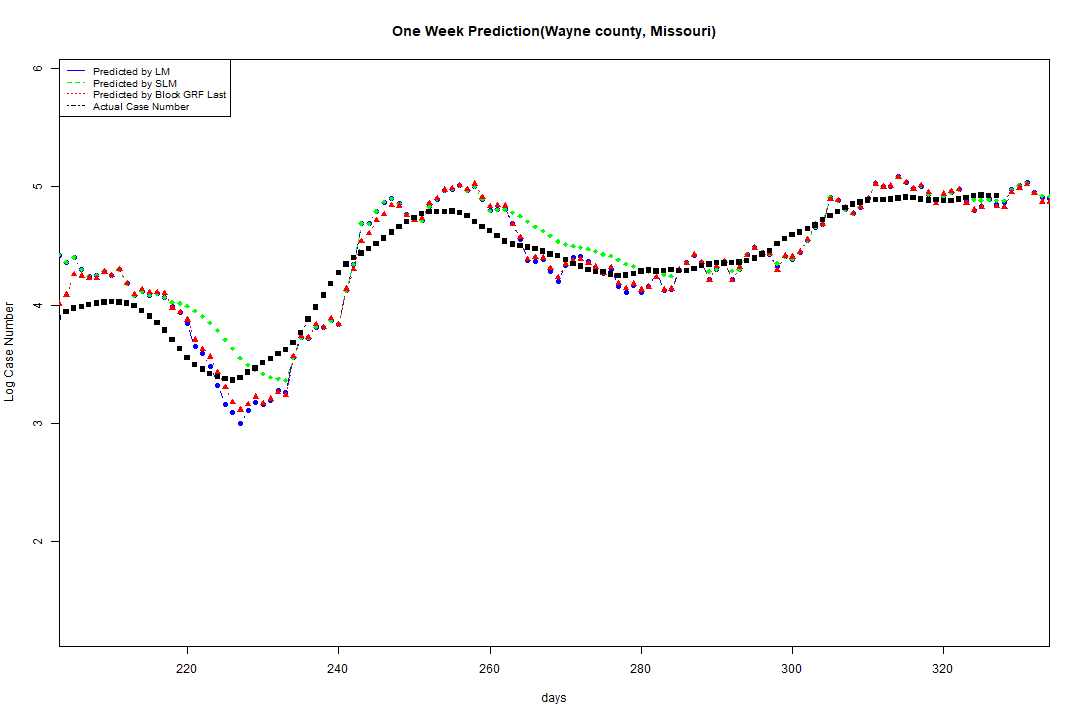 One Week Prediction(Wayne county, Missouri)
Predicted by LM
Predicted by SLM
Predicted by Block GRF Last
Actual Case Number
6
5
4
3
2
Log Case Number
220 240 260 280 300 320
days